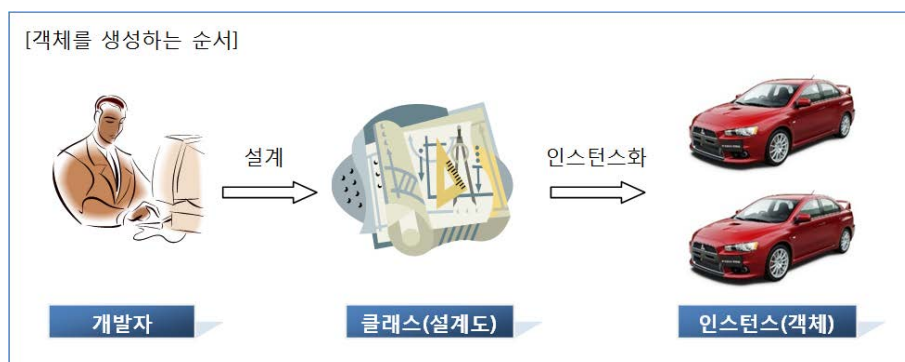 [객체를 생성하는 순서]
설계
인스턴스화
개발자
클래스(설계도)
인스턴스(객체)